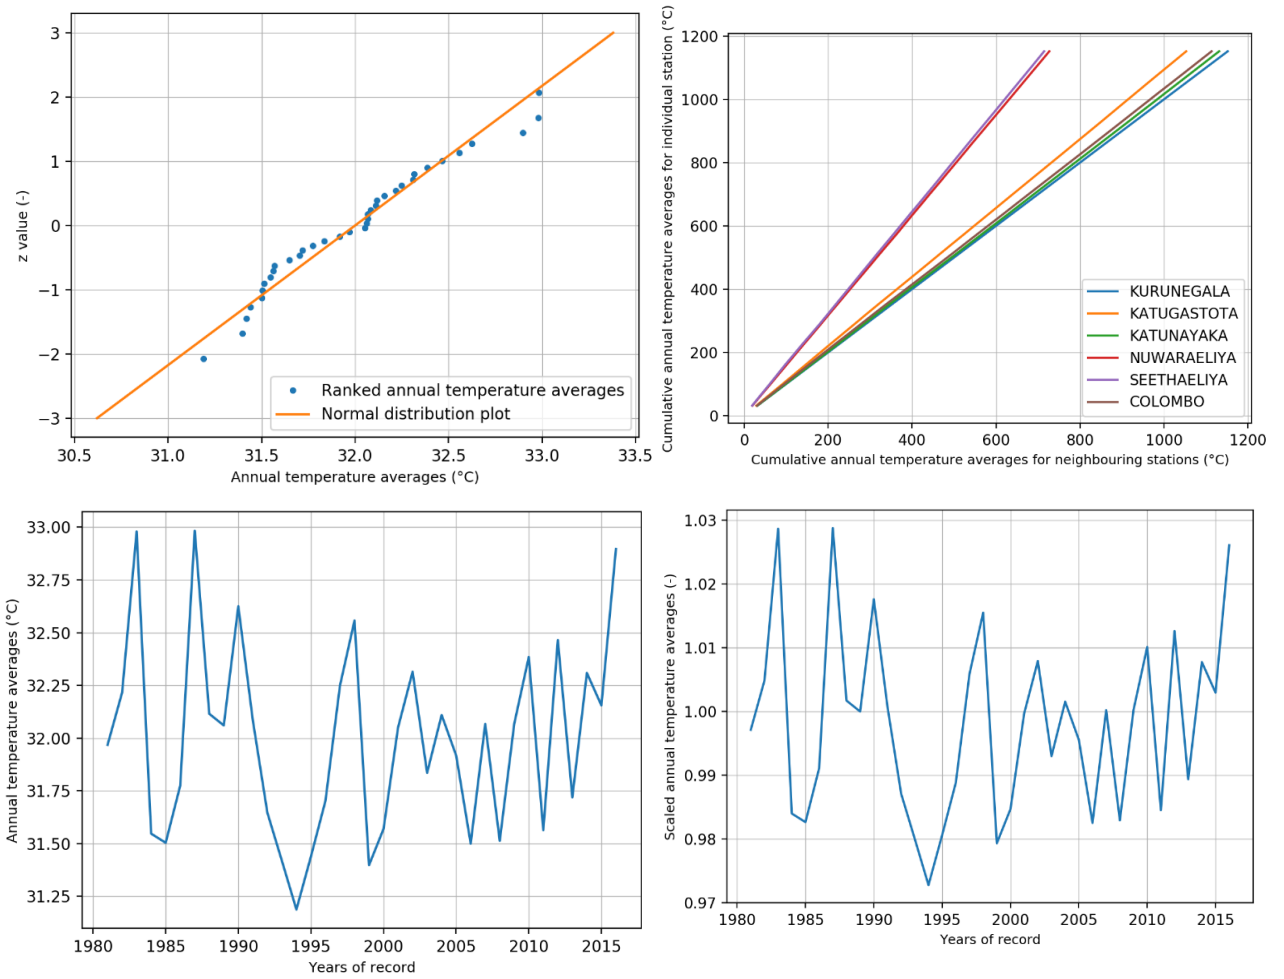 3
2
1
0
−1
−2
−3
z value (-)
Ranked annual temperature averages
Normal distribution plot
30.5 31.0 31.5 32.0 32.5 33.0 33.5
Annual temperature averages (°C)
1200
1000
800
600
400
200
0
Cumulative annual temperature averages for individual station (°C)
KURUNEGALA
KATUGASTOTA
KATUNAYAKA
NUWARAELIYA
SEETHAELIYA
COLOMBO
0 200 400 600 800 1000 1200
Cumulative annual temperature averages for neighbouring stations (°C)
33.00
32.75
32.50
32.25
32.00
31.75
31.50
31.25
Annual temperature averages (°C)
1980 1985 1990 1995 2000 2005 2010 2015
Years of record
1.03
1.02
1.01
1.00
0.99
0.98
0.97
Scaled annual temperature averages (-)
1980 1985 1990 1995 2000 2005 2010 2015
Years of record